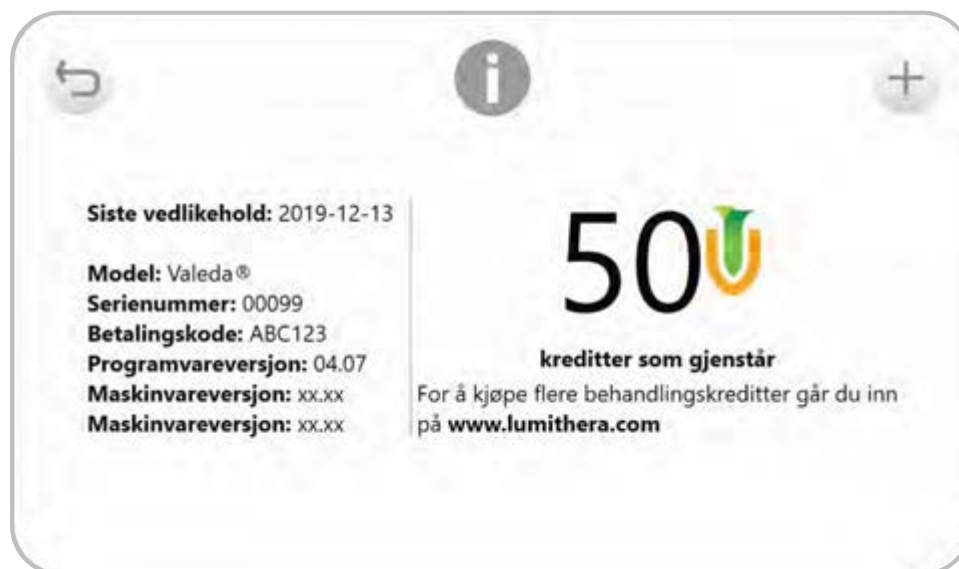 Siste vedlikehold: 2019-12-13
Model: Valeda®
Serienummer: 00099
Betalingskode: ABC123
Programvareversjon: 04.07
Maskinvareversjon: xx.xx
Maskinvareversjon: xx.xx
50
kreditter som gjenstår
For å kjøpe flere behandlingskreditter går du inn
på www.lumithera.com